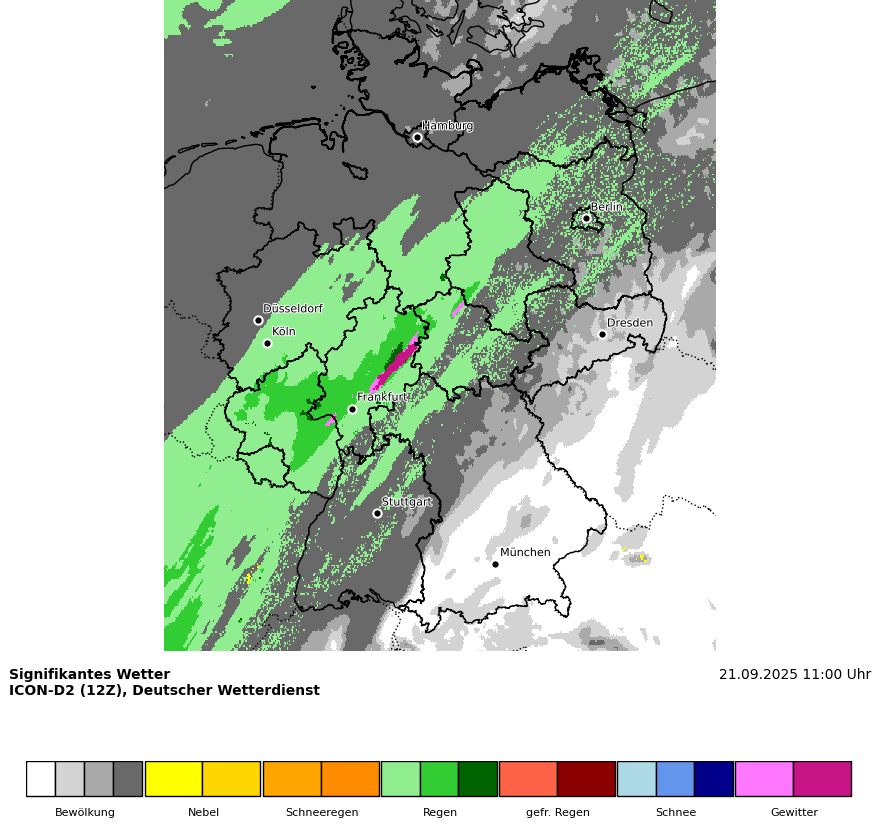 Hamburg
Berlin
Düsseldorf
Köln
Dresden
Frankfurt
Stuttgart
München
Signifikantes Wetter
21.09.2025 11:00 Uhr
ICON-D2 (12Z), Deutscher Wetterdienst
Bewölkung
Nebel
Schneeregen
Regen
gefr. Regen
Schnee
Gewitter